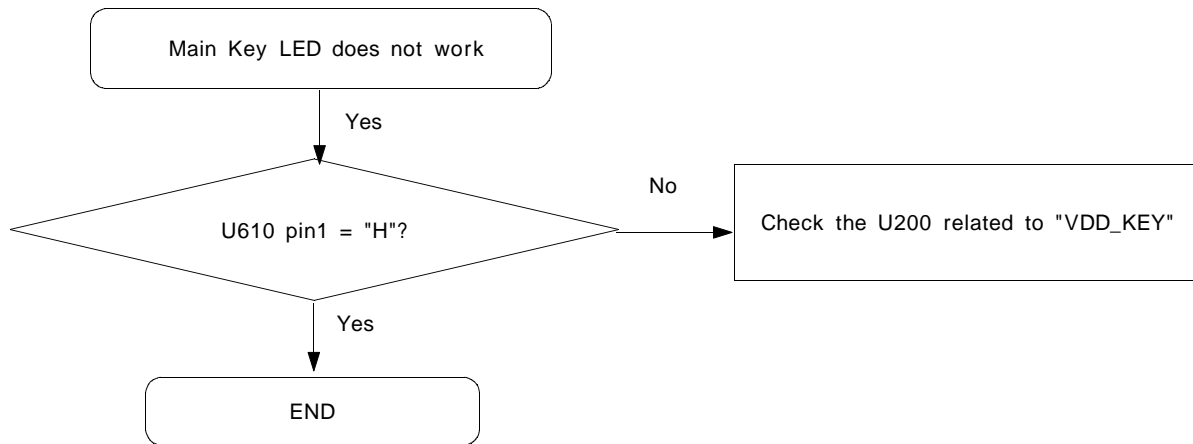 Main Key LED does not work
Yes
U610 pin1 = "H"?
No
Check the U200 related to "VDD_KEY"
Yes
END